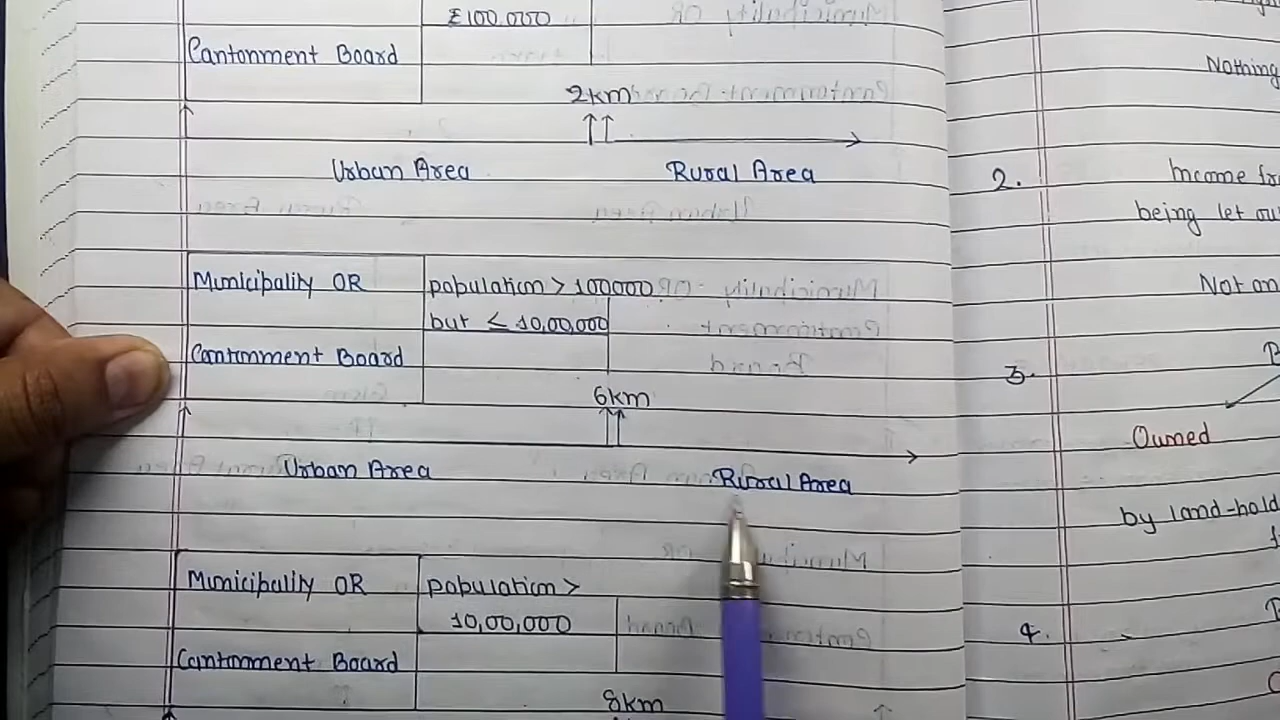 ≤100,000
Cantonment Board
2km
Urban Area Rural Area
Municipality OR population > 100000
but ≤ 10,00,000
Cantonment Board
6km
Urban Area Rural Area
Municipality OR population >
10,00,000
Cantonment Board
8km
Nothing
2. Income
being let
Not on
3.
Owned
by land-hold
4.